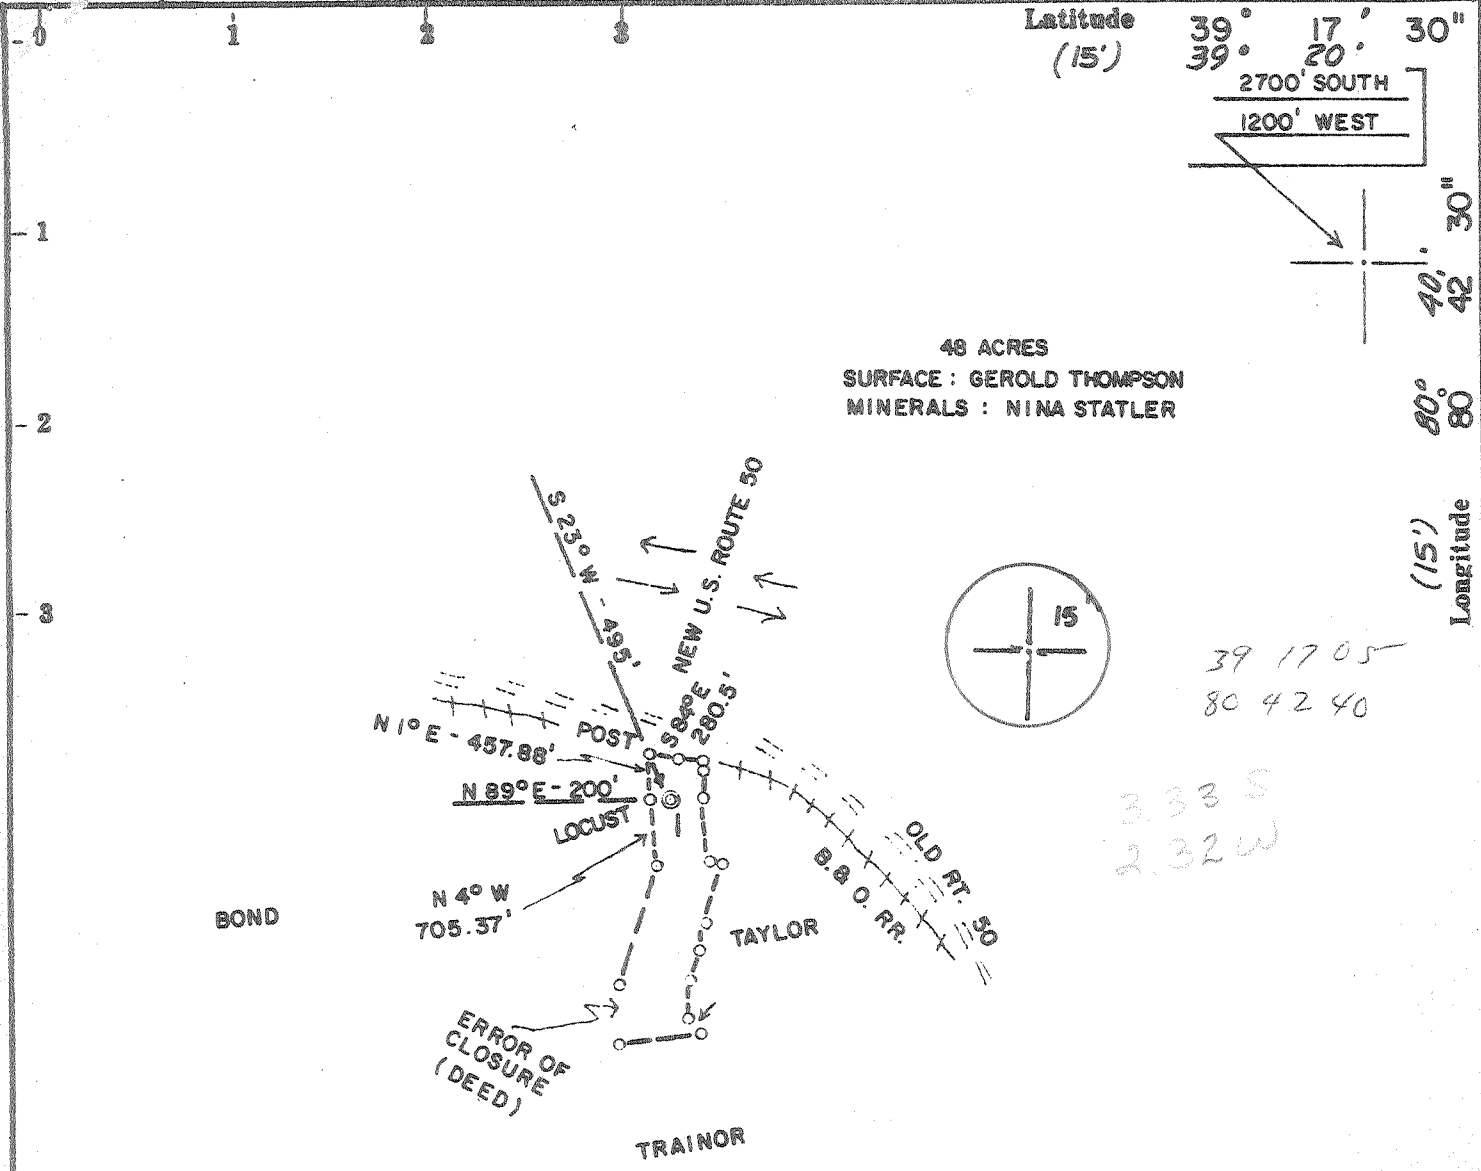 0 1 2 3
Latitude 39° 17' 30"
(15') 39° 20'
2700' SOUTH
1200' WEST
1
2
3
Longitude 80° 42' 30"
(15') 80° 40'
48 ACRES
SURFACE : GEROLD THOMPSON
MINERALS : NINA STATLER
S 23° W - 495'
NEW U.S. ROUTE 50
15'
39 17 05
80 42 40
3.33 S
2.32 W
N 1° E - 457.88'
POST
S 84° E
280.5'
N 89° E - 200'
LOCUST
N 4° W
705.37'
BOND
TAYLOR
OLD RT. 50
B. & O. RR.
ERROR OF
CLOSURE
(DEED)
TRAINOR